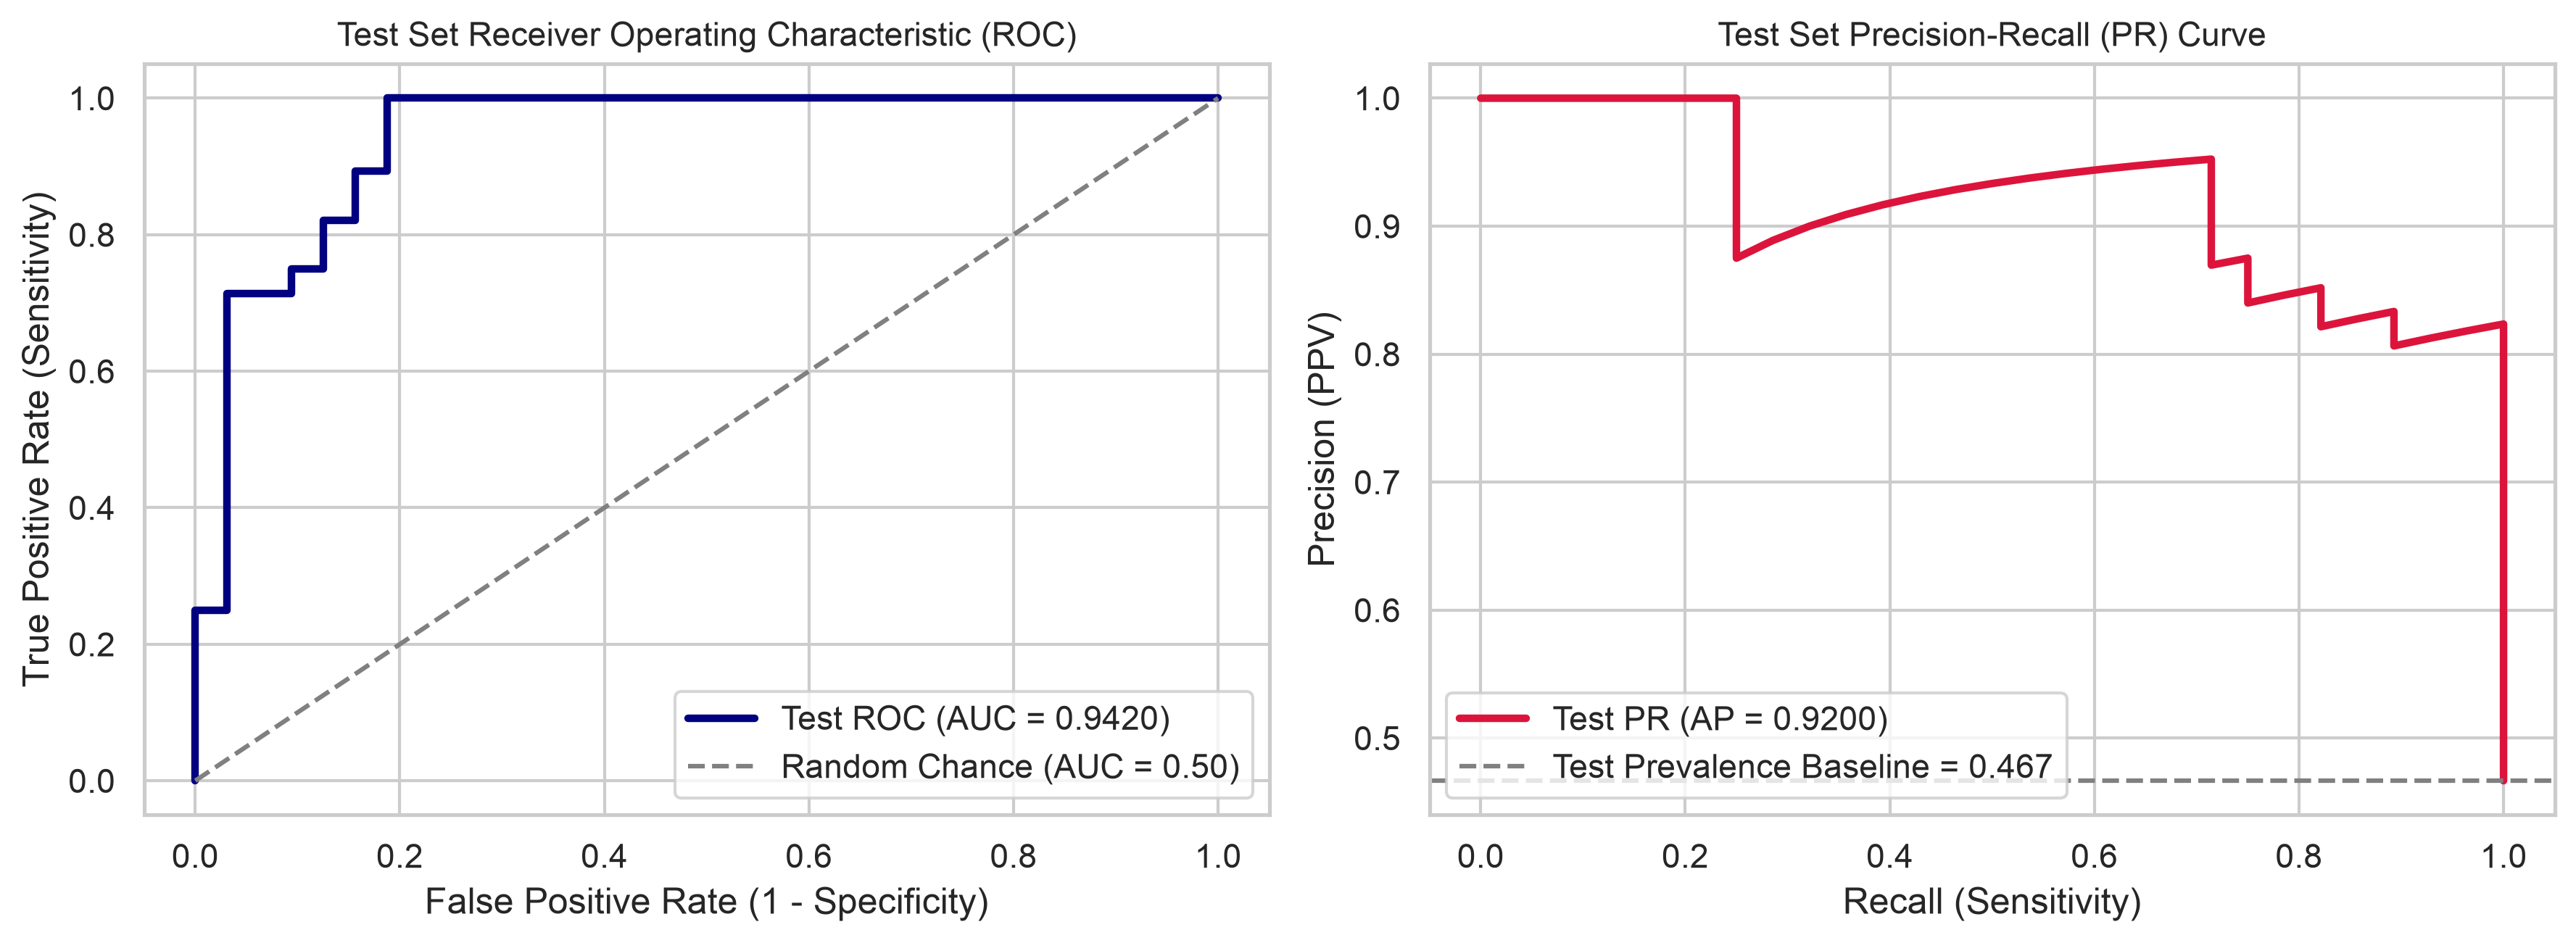 Test Set Receiver Operating Characteristic (ROC)
True Positive Rate (Sensitivity)
1.0
0.8
0.6
0.4
0.2
0.0
Test ROC (AUC = 0.9420)
Random Chance (AUC = 0.50)
0.0 0.2 0.4 0.6 0.8 1.0
False Positive Rate (1 - Specificity)
Test Set Precision-Recall (PR) Curve
Precision (PPV)
1.0
0.9
0.8
0.7
0.6
0.5
Test PR (AP = 0.9200)
Test Prevalence Baseline = 0.467
0.0 0.2 0.4 0.6 0.8 1.0
Recall (Sensitivity)